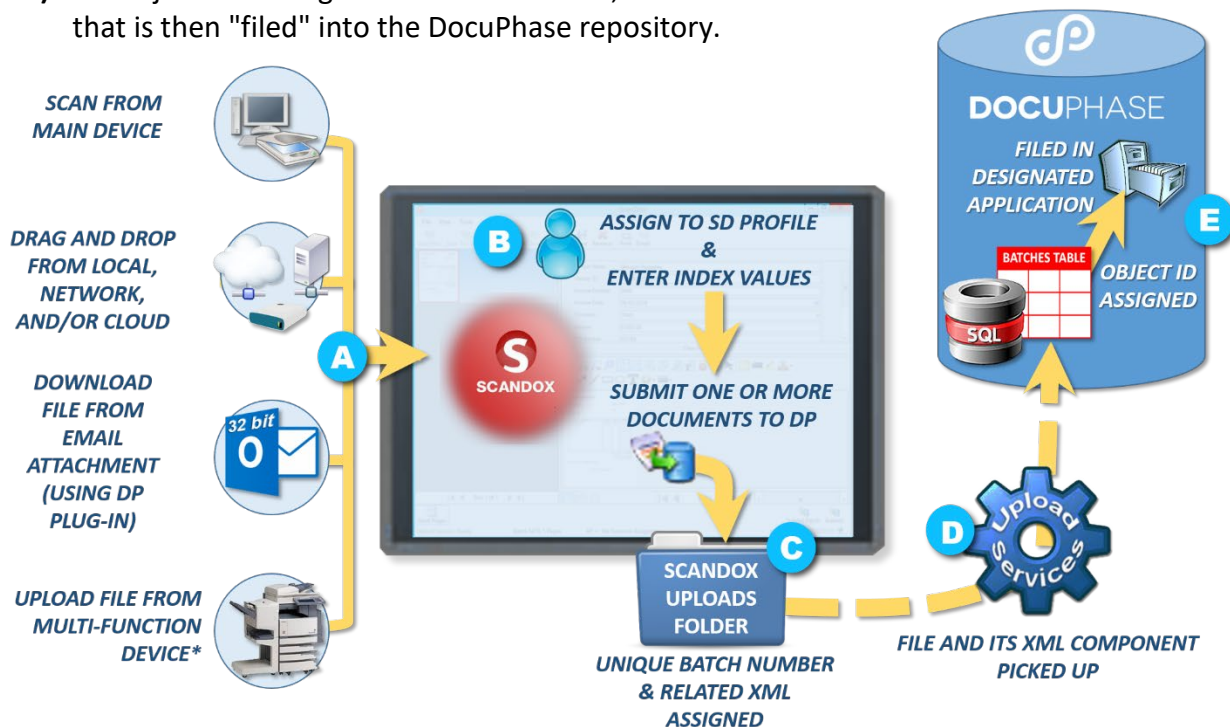 that is then "filed" into the DocuPhase repository.
SCAN FROM
MAIN DEVICE
DRAG AND DROP
FROM LOCAL,
NETWORK,
AND/OR CLOUD
DOWNLOAD
FILE FROM
EMAIL
ATTACHMENT
(USING DP
PLUG-IN)
32 bit
O
UPLOAD FILE FROM
MULTI-FUNCTION
DEVICE*
A
B
ASSIGN TO SD PROFILE
&
ENTER INDEX VALUES
S
SCANDOX
SUBMIT ONE OR MORE
DOCUMENTS TO DP
C
SCANDOX
UPLOADS
FOLDER
UNIQUE BATCH NUMBER
& RELATED XML
ASSIGNED
D
Upload
Services
FILE AND ITS XML COMPONENT
PICKED UP
dp
DOCUPHASE
FILED IN
DESIGNATED
APPLICATION
E
BATCHES TABLE
OBJECT ID
ASSIGNED
SQL